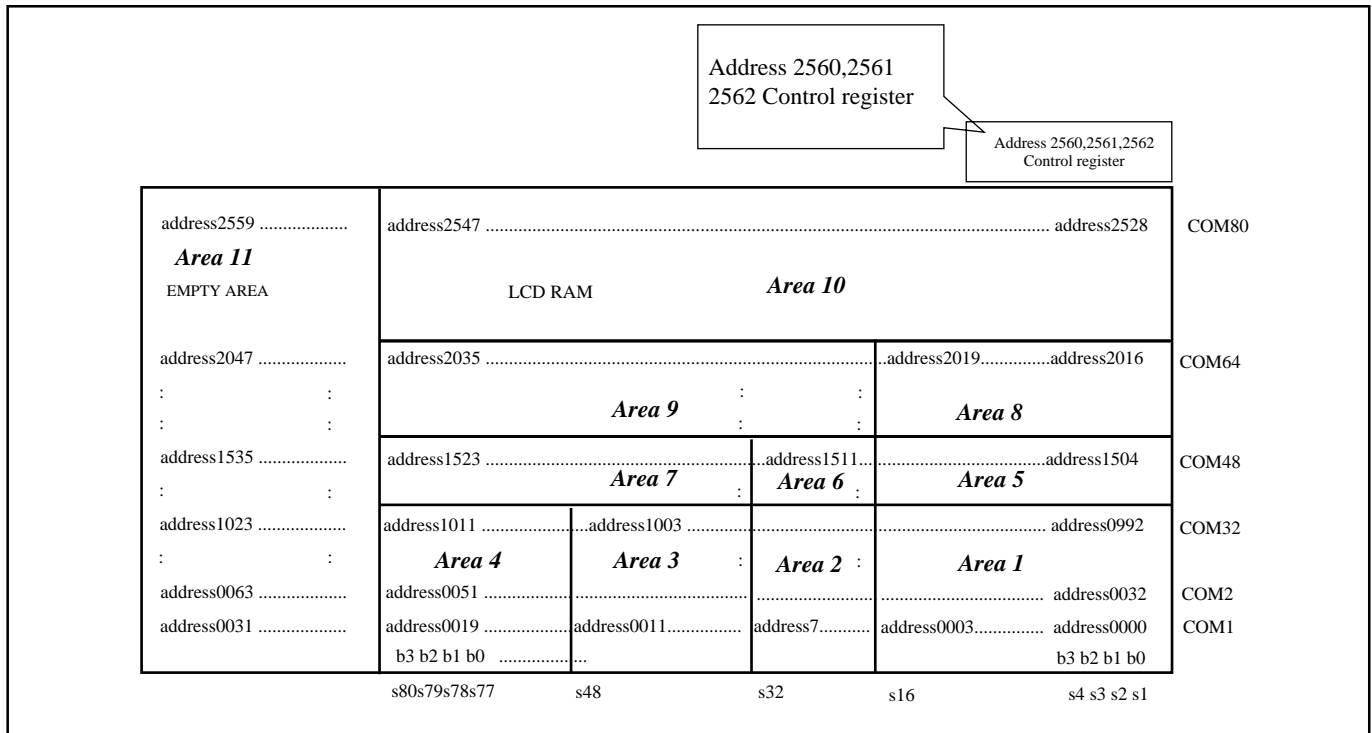 Address 2560,2561
2562 Control register
Address 2560,2561,2562
Control register
address2559 ................... address2547 .................................................................................................................. address2528 COM80
Area 11
Area 10
EMPTY AREA LCD RAM
address2047 ................... address2035 ...................................................................................address2019...............address2016 COM64
: : : :
Area 9 Area 8
: : : :
address1535 ................... address1523 .........................................................address1511........................................address1504 COM48
Area 7 Area 6 Area 5
: : : :
address1023 ................... address1011 .......................address1003 ......................................................................... address0992 COM32
: : Area 4 Area 3 : Area 2 : Area 1
address0063 ................... address0051 ......................................................... ............................................................... address0032 COM2
address0031 ................... address0019 ...................address0011................ address7........... address0003............... address0000 COM1
b3 b2 b1 b0 ................... b3 b2 b1 b0
s80s79s78s77 s48 s32 s16 s4 s3 s2 s1